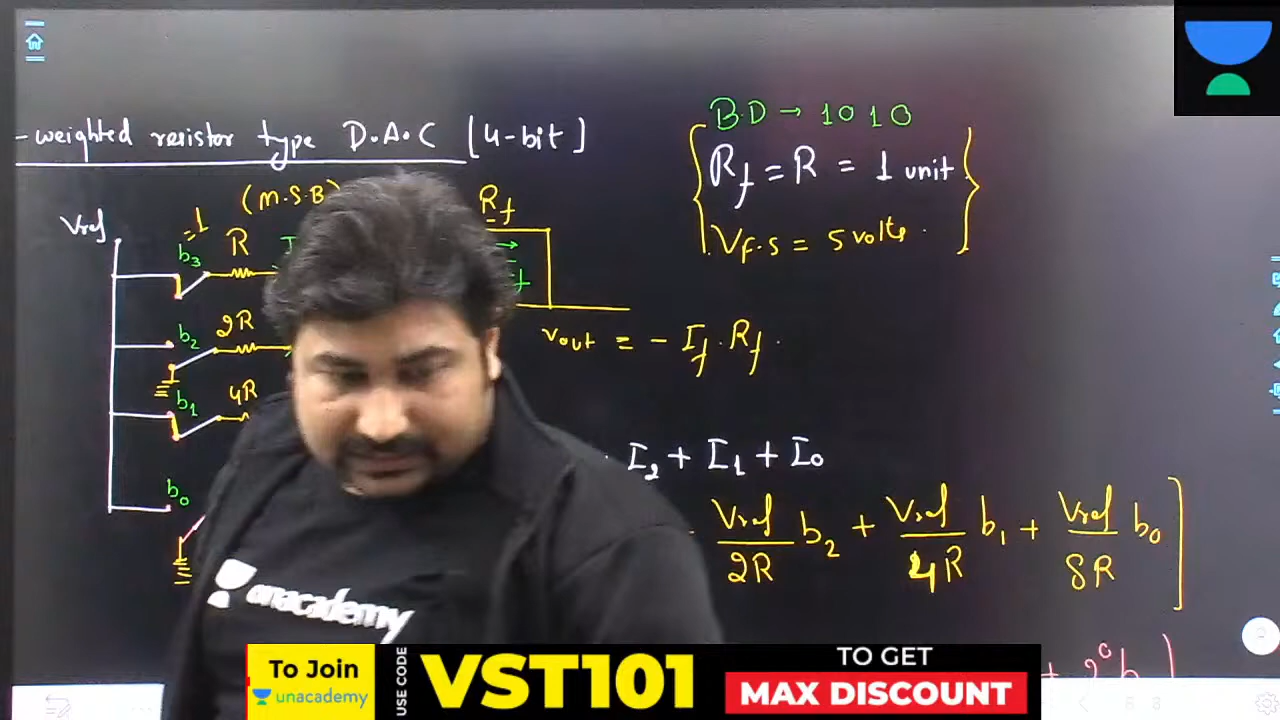 -weighted resistor type D.A.C [4-bit]
B.D → 1010
Rf = R = 1 unit
VF.S = 5 volts.
(M.S.B)
Vref
=1
b3
R
Rf
b2
2R
Vout = - If . Rf .
b1
4R
I2 + I1 + I0
b0
Vref/2R b2 + Vref/4R b1 + Vref/8R b0 ]
+ 2⁰b ]
unacademy
To Join
unacademy
USE CODE
VST101
TO GET
MAX DISCOUNT